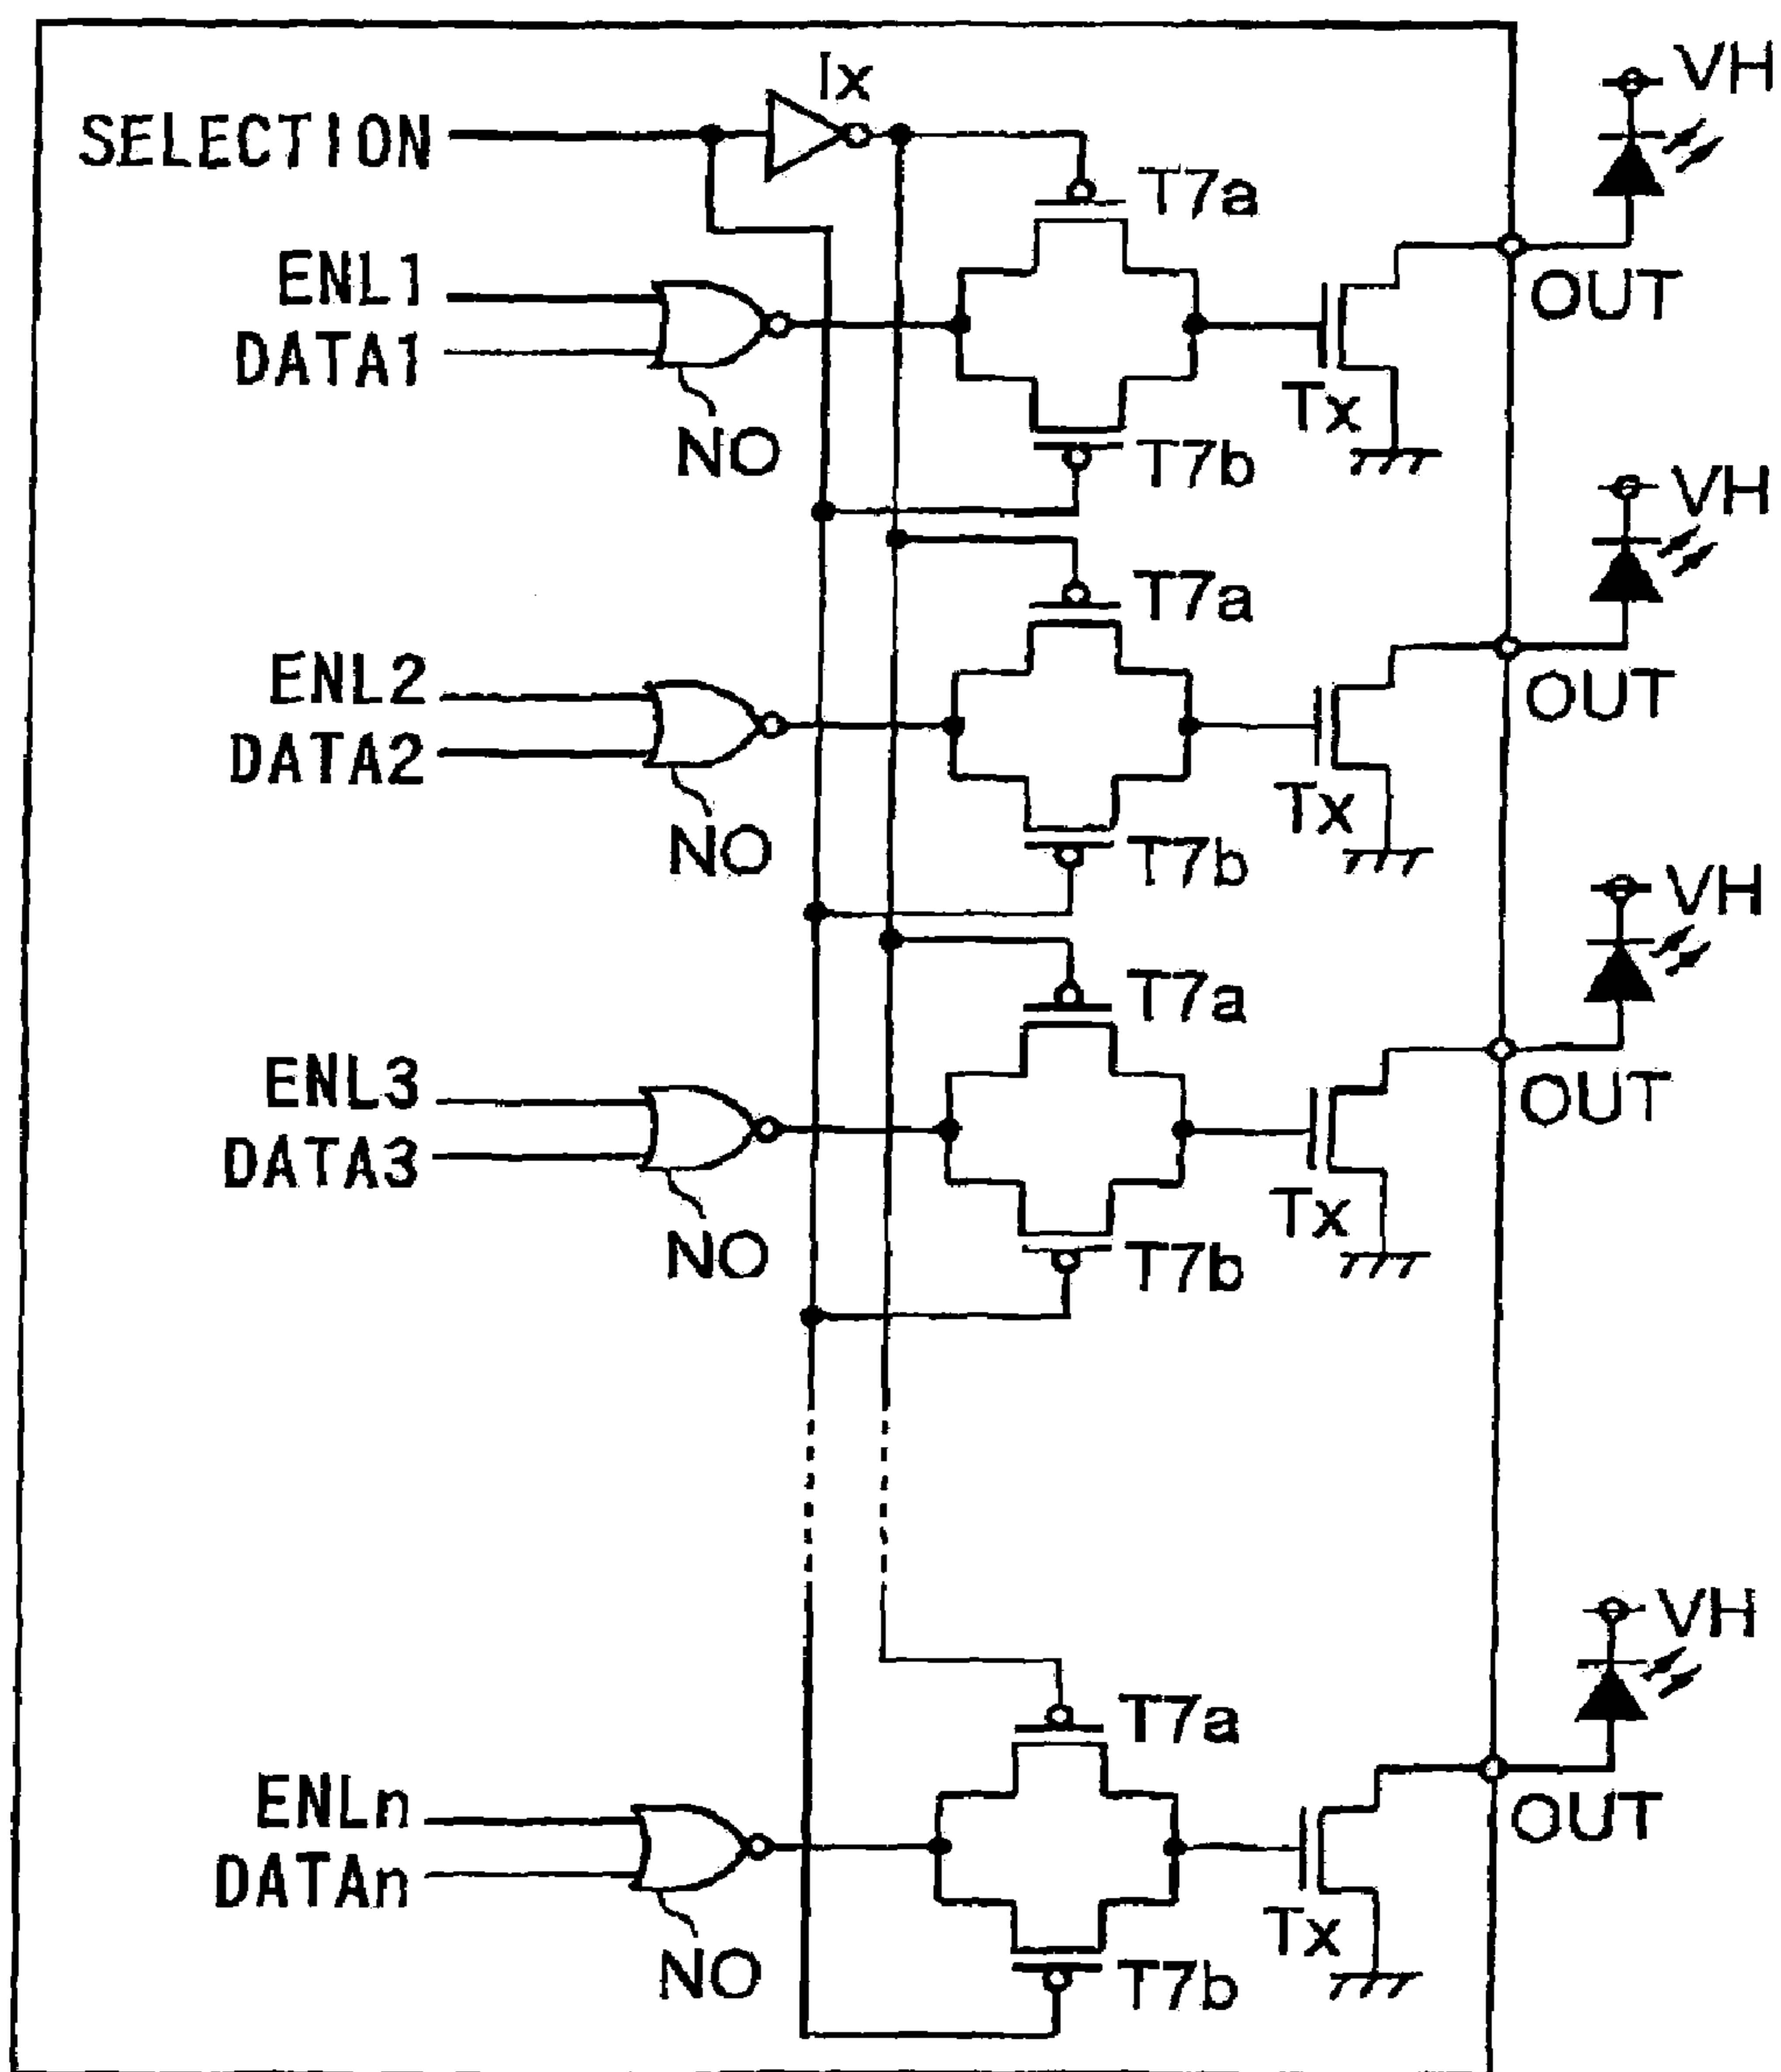 Ix
VH
SELECTION
T7a
ENL1
OUT
DATA1
Tx
NO
T7b
VH
T7a
ENL2
OUT
DATA2
Tx
NO
T7b
VH
T7a
ENL3
OUT
DATA3
Tx
NO
T7b
VH
T7a
ENLn
OUT
DATAn
Tx
NO
T7b